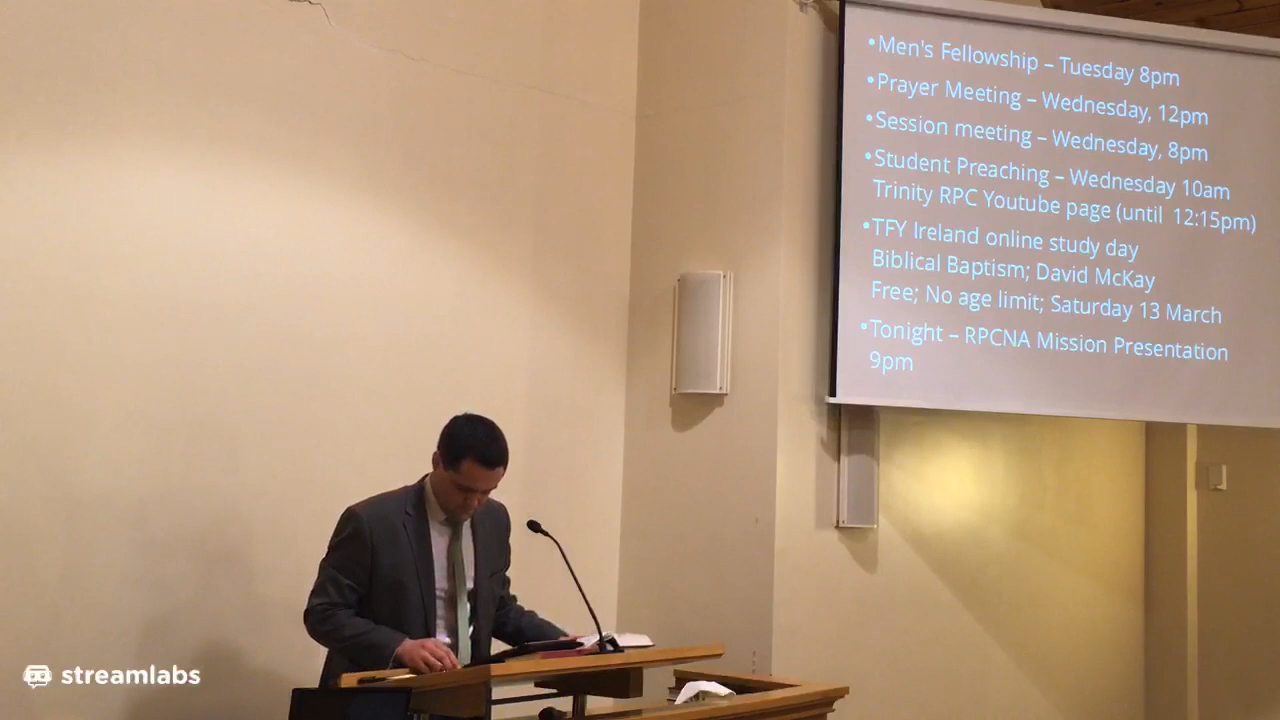 •Men's Fellowship – Tuesday 8pm
•Prayer Meeting – Wednesday, 12pm
•Session meeting – Wednesday, 8pm
•Student Preaching – Wednesday 10am
Trinity RPC Youtube page (until 12:15pm)
•TFY Ireland online study day
Biblical Baptism; David McKay
Free; No age limit; Saturday 13 March
•Tonight – RPCNA Mission Presentation
9pm
streamlabs